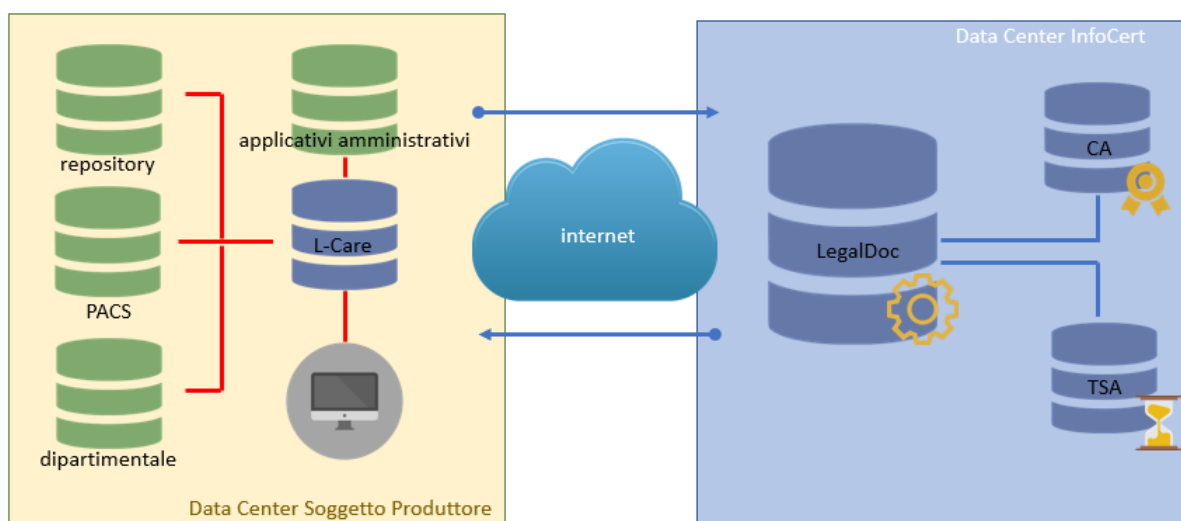 Data Center InfoCert
applicativi amministrativi
repository
CA
L-Care
internet
LegalDoc
PACS
TSA
dipartimentale
Data Center Soggetto Produttore